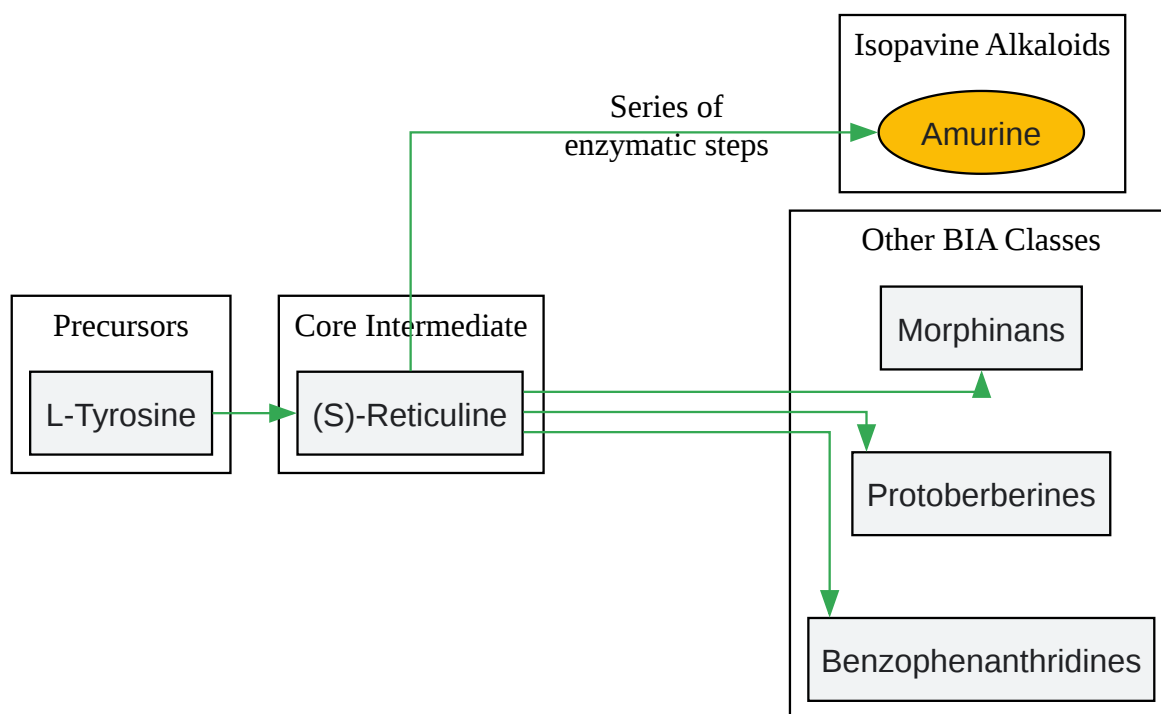 Isopavine Alkaloids
Amurine
Series of
enzymatic steps
Other BIA Classes
Morphinans
Precursors
L-Tyrosine
Core Intermediate
(S)-Reticuline
Protoberberines
Benzophenanthridines